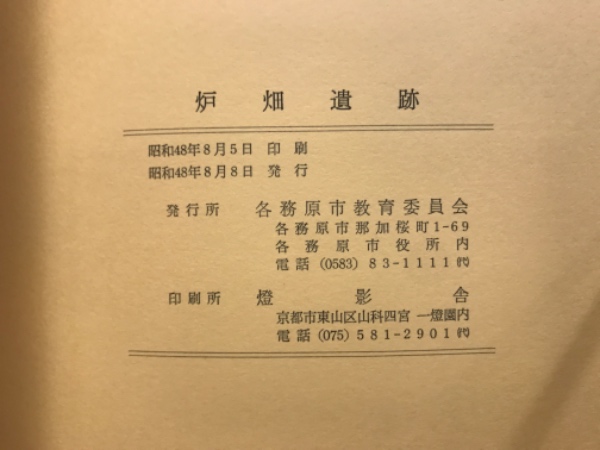 炉畑遺跡
昭和48年8月5日 印刷
昭和48年8月8日 発行
発行所 各務原市教育委員会
各務原市那加桜町1-69
各務原市役所内
電話(0583)83-1111㈹
印刷所 燈影舎
京都市東山区山科四宮 一燈園内
電話(075)581-2901㈹